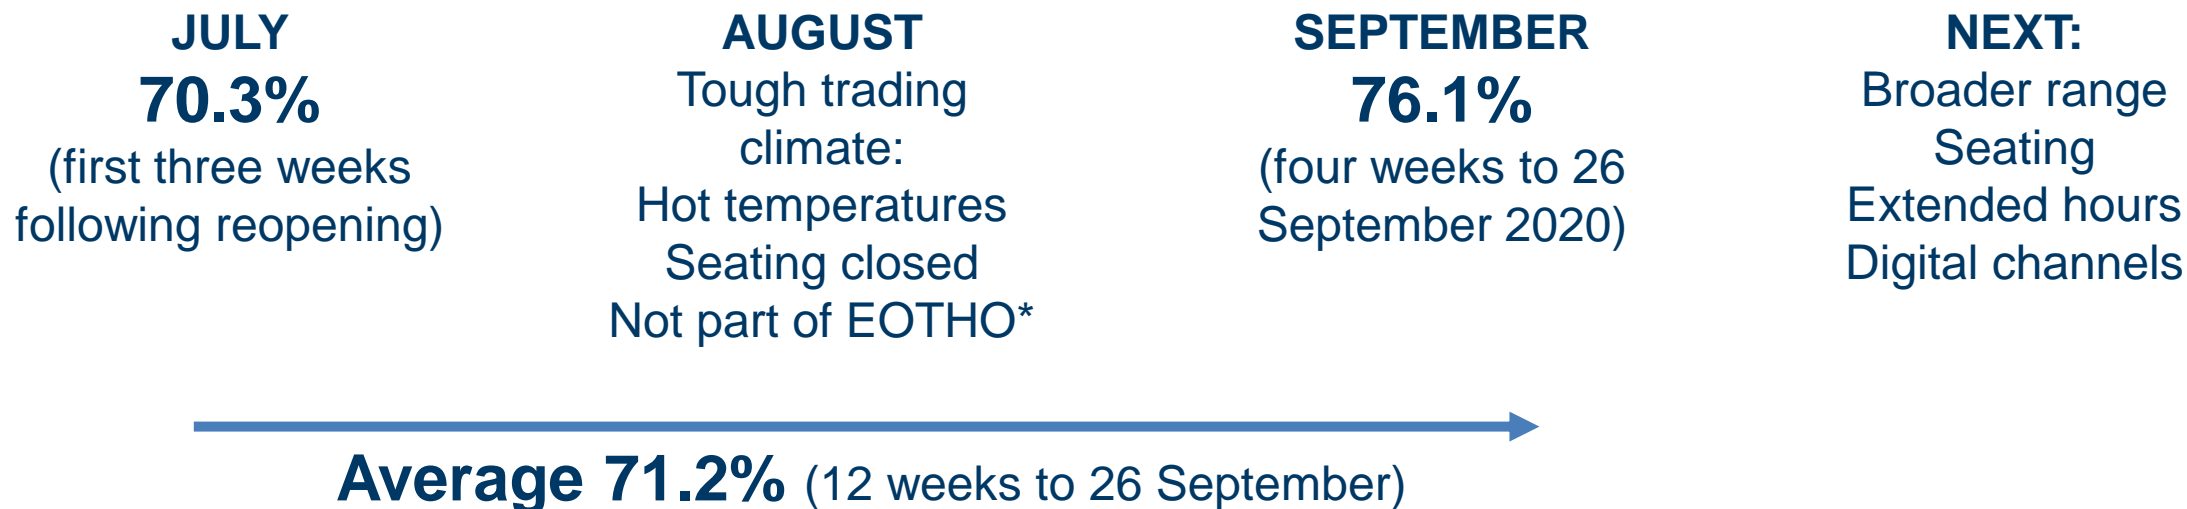 JULY
70.3%
(first three weeks
following reopening)
AUGUST
Tough trading
climate:
Hot temperatures
Seating closed
Not part of EOTHO*
SEPTEMBER
76.1%
(four weeks to 26
September 2020)
NEXT:
Broader range
Seating
Extended hours
Digital channels
Average 71.2% (12 weeks to 26 September)